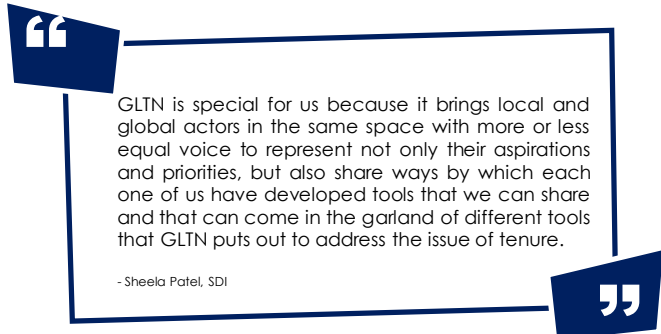 “
GLTN is special for us because it brings local and
global actors in the same space with more or less
equal voice to represent not only their aspirations
and priorities, but also share ways by which each
one of us have developed tools that we can share
and that can come in the garland of different tools
that GLTN puts out to address the issue of tenure.
- Sheela Patel, SDI
”